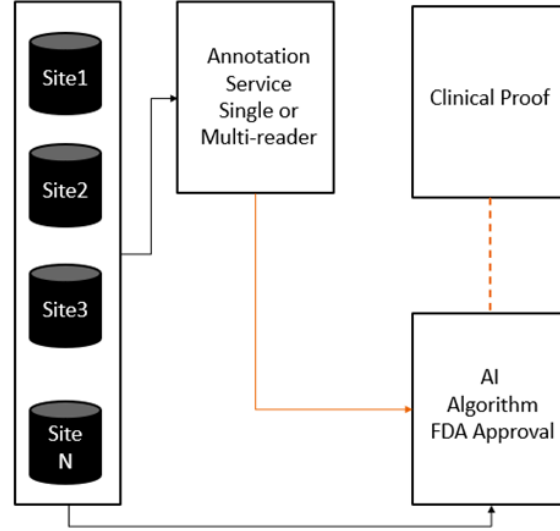 Site1
Site2
Site3
Site
N
Annotation
Service
Single or
Multi-reader
Clinical Proof
AI
Algorithm
FDA Approval